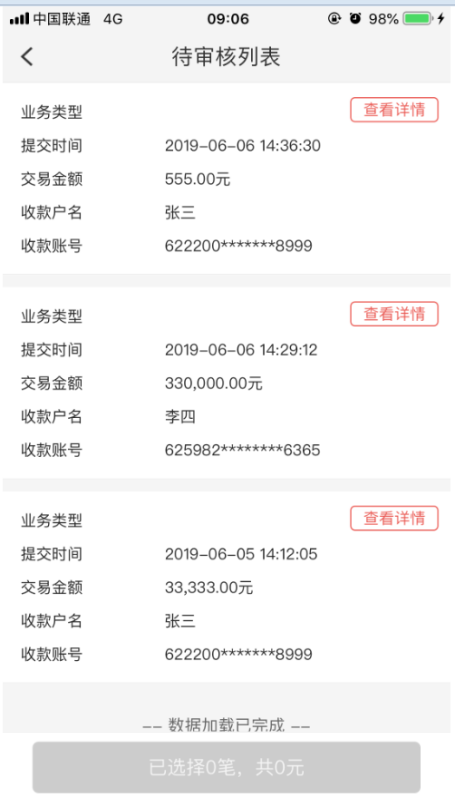 中国联通 4G 09:06 98%
待审核列表
业务类型 查看详情
提交时间 2019-06-06 14:36:30
交易金额 555.00元
收款户名 张三
收款账号 622200*******8999
业务类型 查看详情
提交时间 2019-06-06 14:29:12
交易金额 330,000.00元
收款户名 李四
收款账号 625982********6365
业务类型 查看详情
提交时间 2019-06-05 14:12:05
交易金额 33,333.00元
收款户名 张三
收款账号 622200*******8999
-- 数据加载已完成 --
已选择0笔，共0元